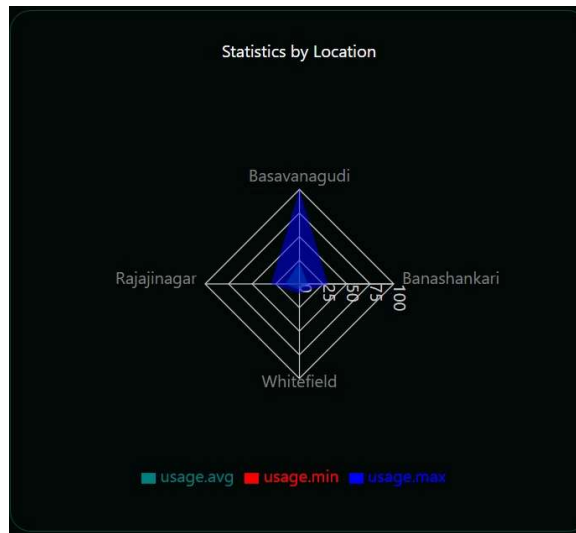 Statistics by Location
Basavanagudi
Rajajinagar
Banashankari
0 25 50 75 100
Whitefield
usage.avg usage.min usage.max